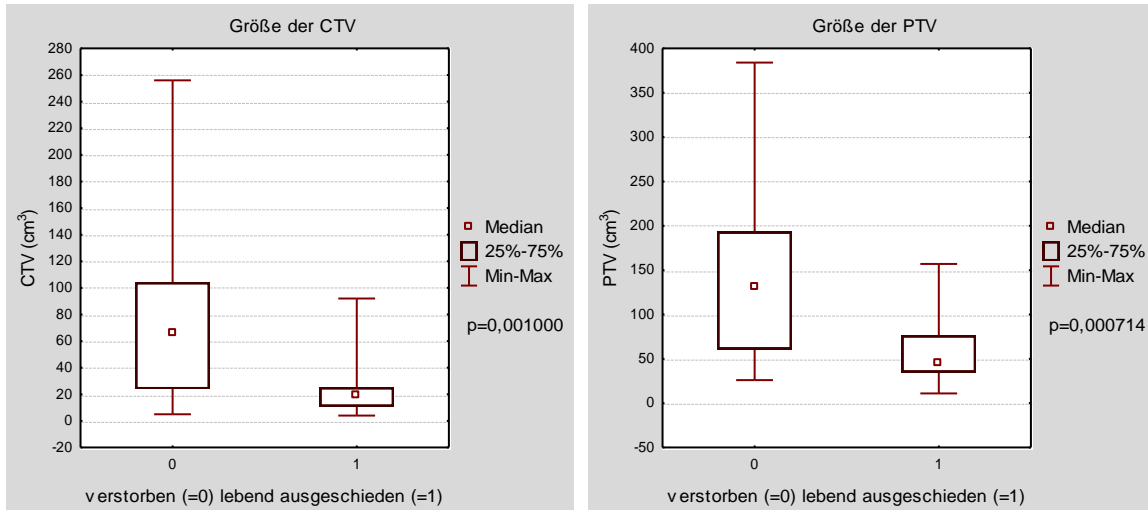 Größe der CTV
280
260
240
220
200
180
160
140
120
100
80
60
40
20
0
-20
CTV (cm³)
0 1
v erstorben (=0) lebend ausgeschieden (=1)
Median
25%-75%
Min-Max
p=0,001000
Größe der PTV
400
350
300
250
200
150
100
50
0
-50
PTV (cm³)
0 1
v erstorben (=0) lebend ausgeschieden (=1)
Median
25%-75%
Min-Max
p=0,000714